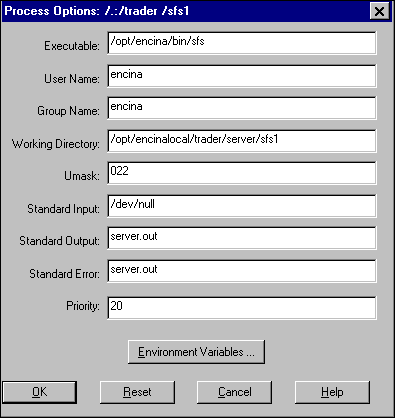 Process Options: /.:/trader /sfs1
Executable: /opt/encina/bin/sfs
User Name: encina
Group Name: encina
Working Directory: /opt/encinalocal/trader/server/sfs1
Umask: 022
Standard Input: /dev/null
Standard Output: server.out
Standard Error: server.out
Priority: 20
Environment Variables ...
OK Reset Cancel Help